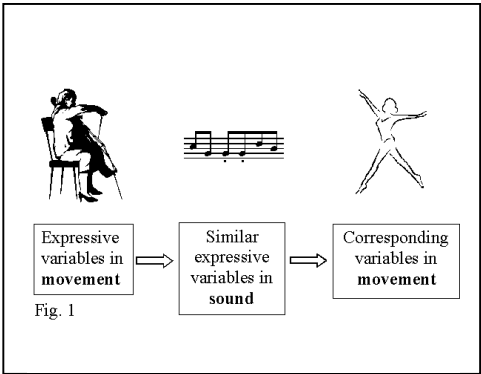 Expressive
variables in
movement
Similar
expressive
variables in
sound
Corresponding
variables in
movement
Fig. 1